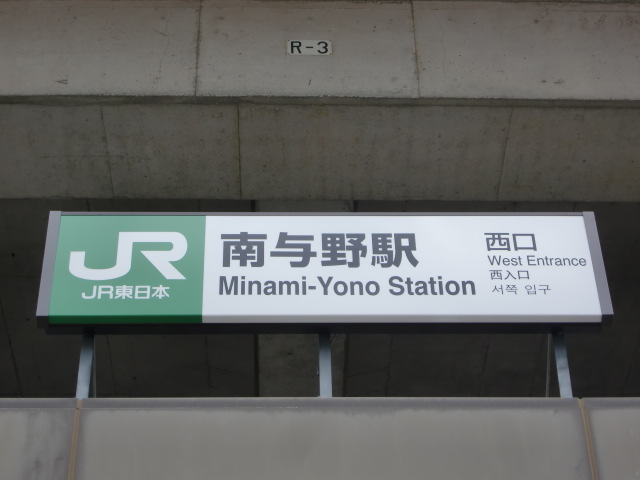 R-3
JR
JR東日本
南与野駅
Minami-Yono Station
西口
West Entrance
西入口
서쪽 입구